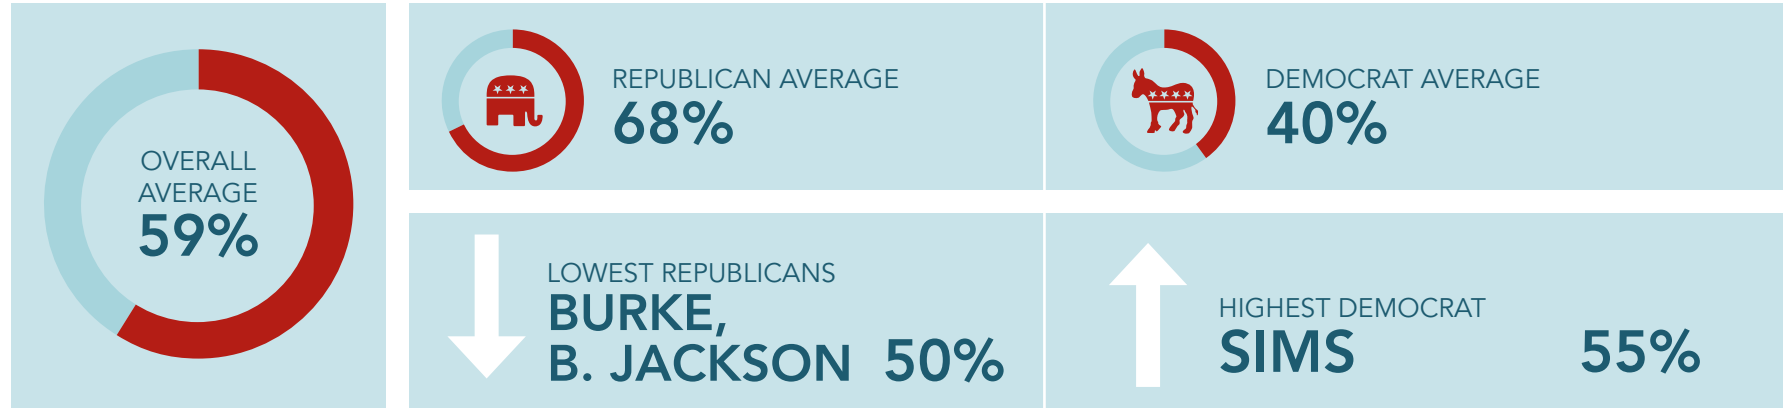 OVERALL
AVERAGE
59%
REPUBLICAN AVERAGE
68%
DEMOCRAT AVERAGE
40%
LOWEST REPUBLICANS
BURKE,
B. JACKSON 50%
HIGHEST DEMOCRAT
SIMS 55%